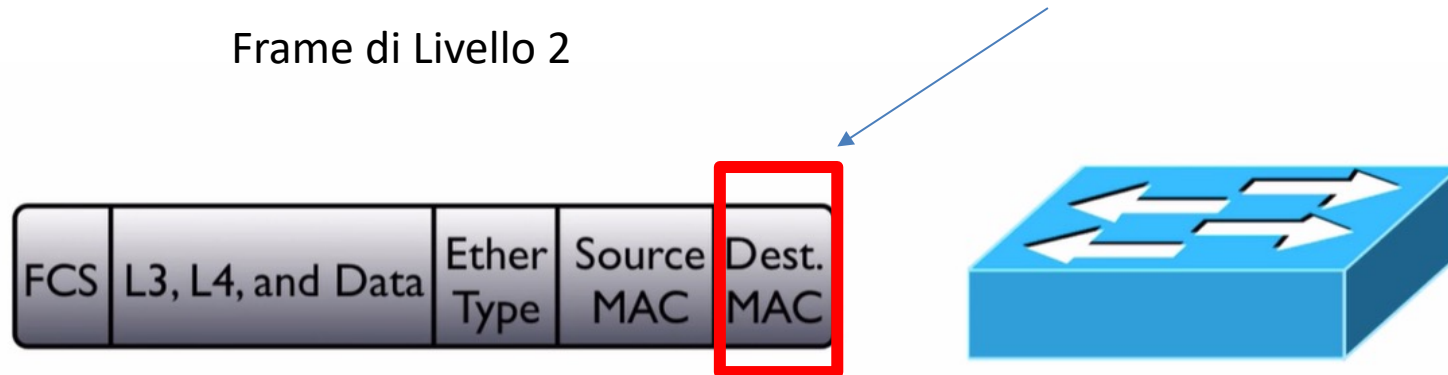 Frame di Livello 2
FCS
L3, L4, and Data
Ether
Type
Source
MAC
Dest.
MAC